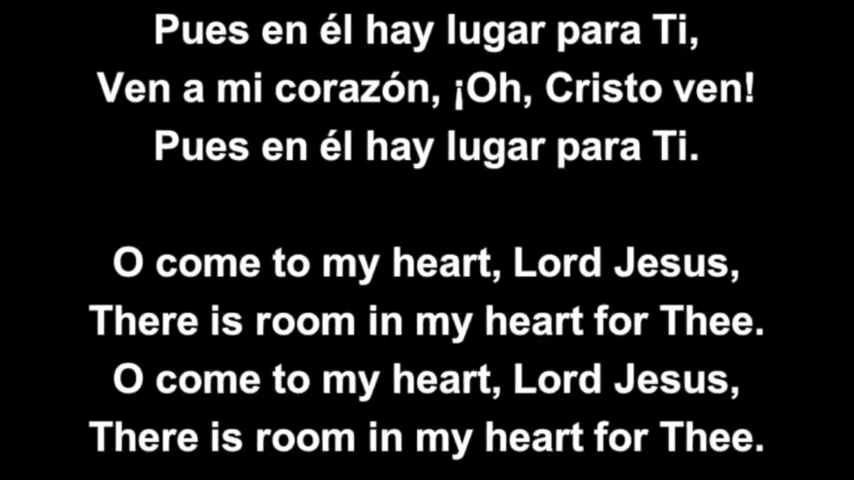 Pues en él hay lugar para Ti,
Ven a mi corazón, ¡Oh, Cristo ven!
Pues en él hay lugar para Ti.
O come to my heart, Lord Jesus,
There is room in my heart for Thee.
O come to my heart, Lord Jesus,
There is room in my heart for Thee.